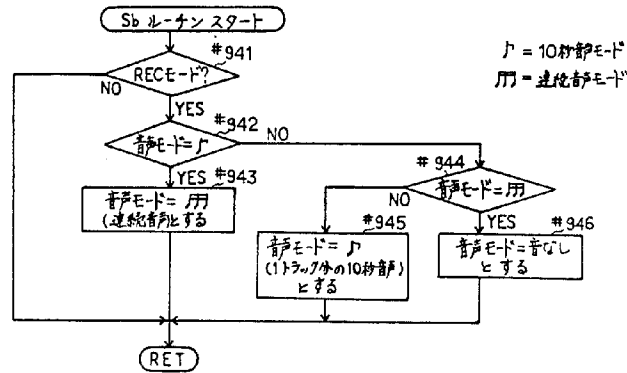 Sb ルーチン スタート
#941
RECモード?
NO
YES
♪ = 10秒音声モード
♬ = 連続音声モード
#942
音声モード=♪
NO
YES
#943
音声モード= ♬
(連続音声)とする
#944
音声モード=♬
NO
YES
#945
音声モード= ♪
(1トラック分の10秒音声)
とする
#946
音声モード=音なし
とする
RET